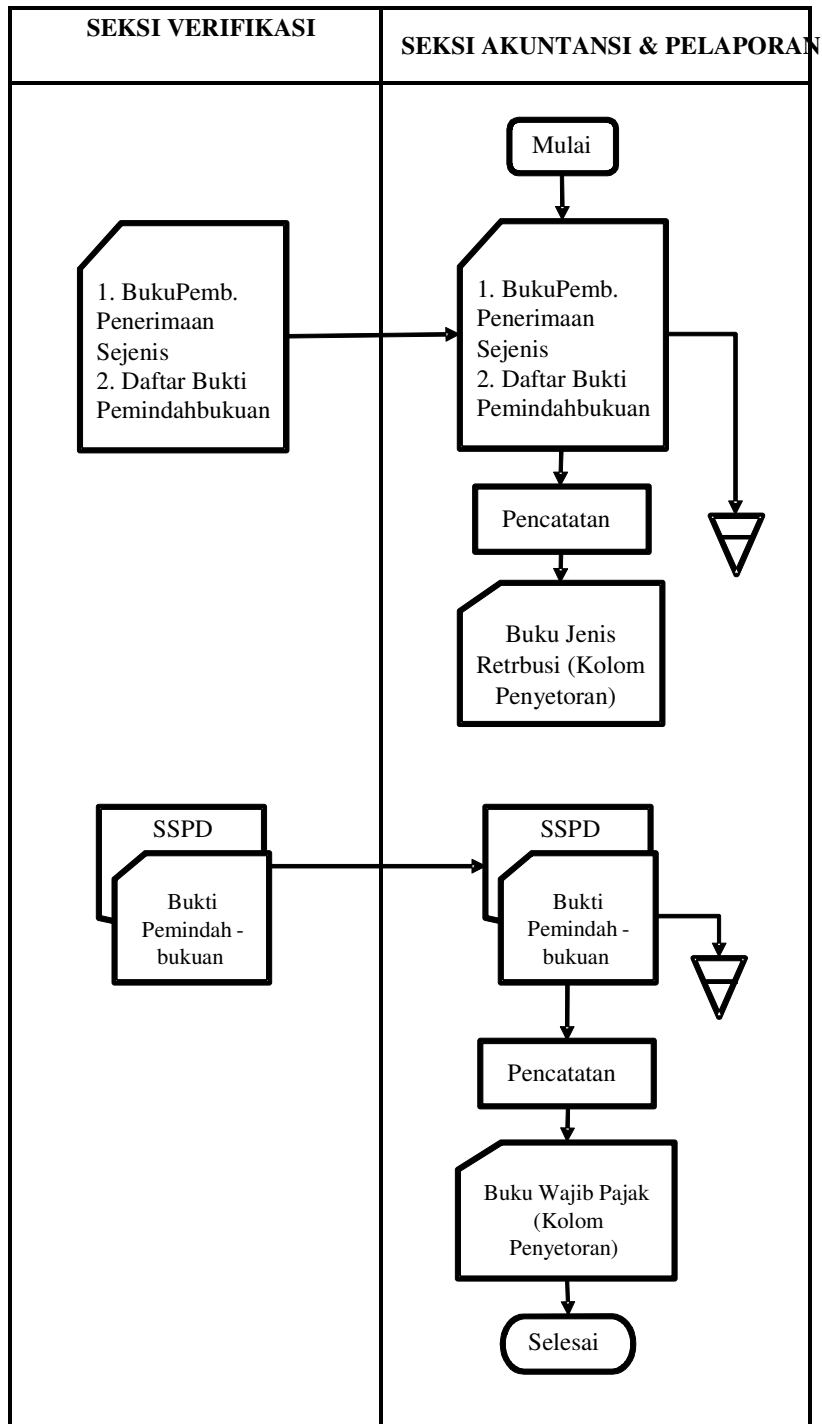 SEKSI VERIFIKASI
SEKSI AKUNTANSI & PELAPORAN
Mulai
1. BukuPemb.
Penerimaan
Sejenis
2. Daftar Bukti
Pemindahbukuan
1. BukuPemb.
Penerimaan
Sejenis
2. Daftar Bukti
Pemindahbukuan
Pencatatan
Buku Jenis
Retrbusi (Kolom
Penyetoran)
SSPD
Bukti
Pemindah -
bukuan
SSPD
Bukti
Pemindah -
bukuan
Pencatatan
Buku Wajib Pajak
(Kolom
Penyetoran)
Selesai